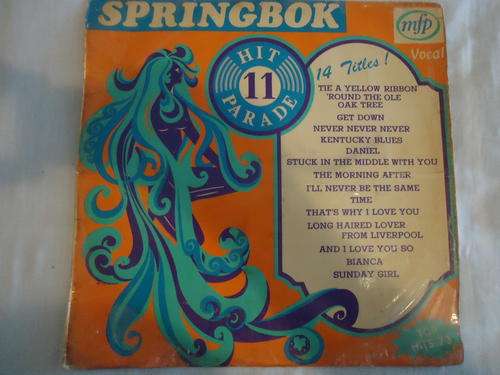 SPRINGBOK
mfp
Vocal
HIT
11
PARADE
14 Titles!
TIE A YELLOW RIBBON
'ROUND THE OLE
OAK TREE
GET DOWN
NEVER NEVER NEVER
KENTUCKY BLUES
DANIEL
STUCK IN THE MIDDLE WITH YOU
THE MORNING AFTER
I'LL NEVER BE THE SAME
TIME
THAT'S WHY I LOVE YOU
LONG HAIRED LOVER
FROM LIVERPOOL
AND I LOVE YOU SO
BIANCA
SUNDAY GIRL
HITS